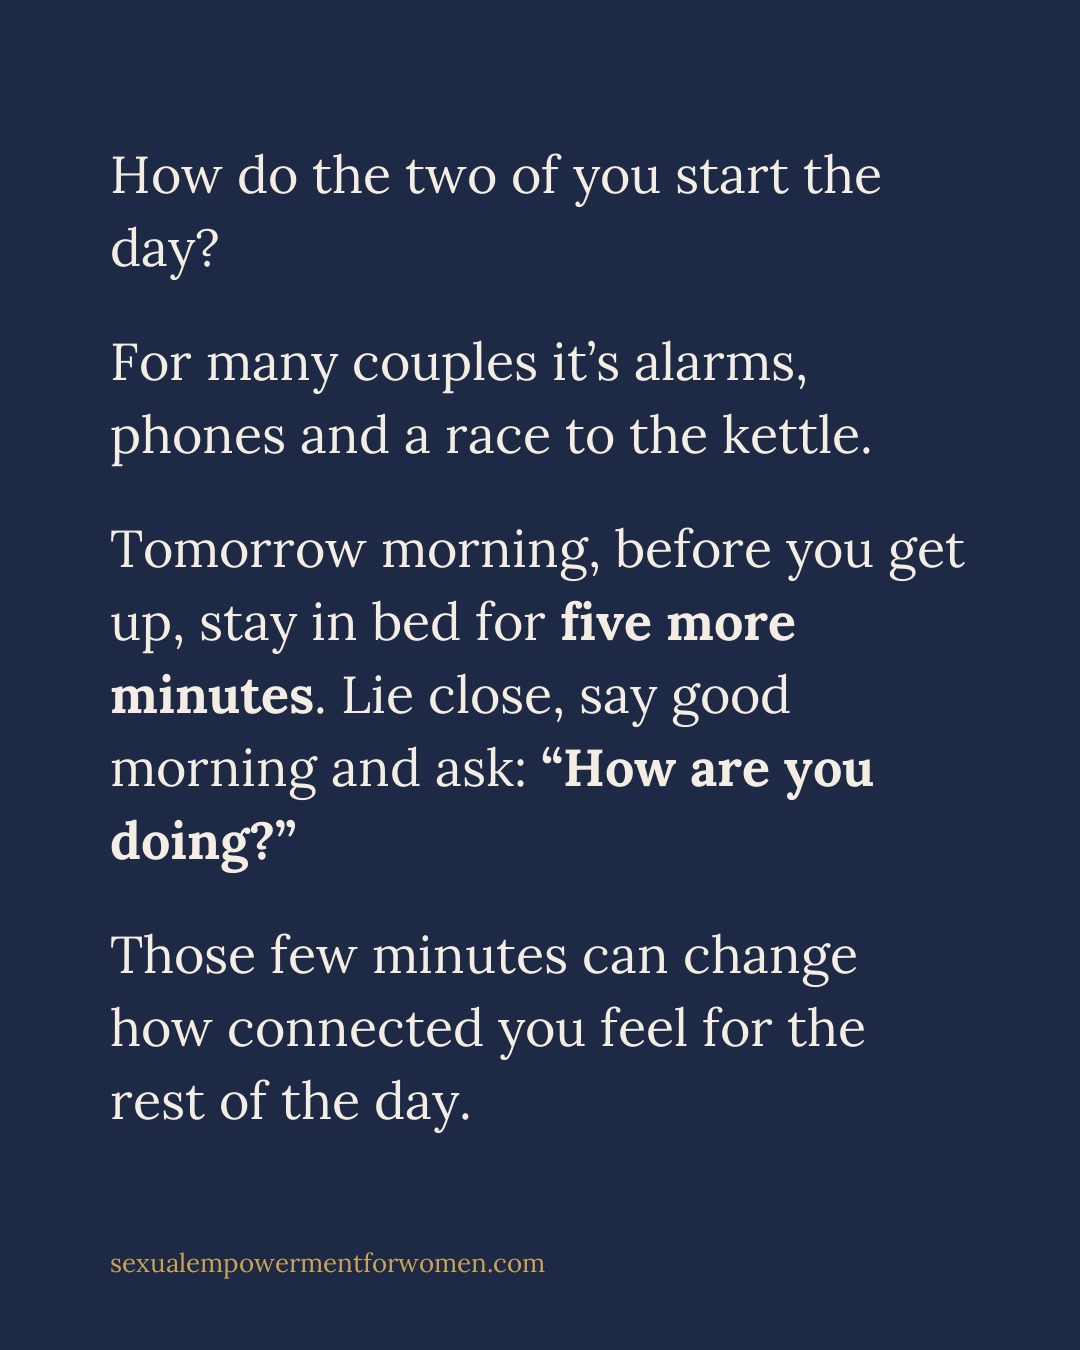 How do the two of you start the
day?
For many couples it’s alarms,
phones and a race to the kettle.
Tomorrow morning, before you get
up, stay in bed for five more
minutes. Lie close, say good
morning and ask: “How are you
doing?”
Those few minutes can change
how connected you feel for the
rest of the day.
sexualempowermentforwomen.com